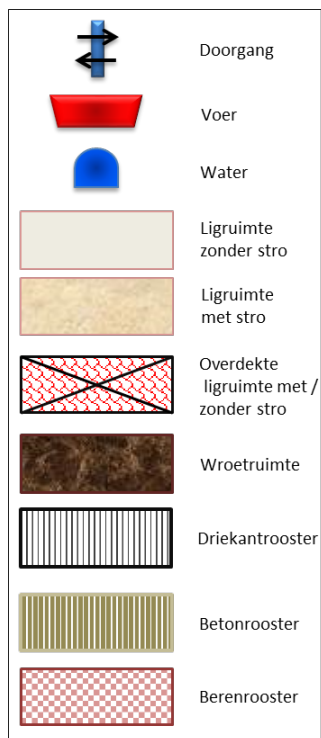 Doorgang
Voer
Water
Ligruimte
zonder stro
Ligruimte
met stro
Overdekte
ligruimte met /
zonder stro
Wroetruimte
Driekantrooster
Betonrooster
Berenrooster